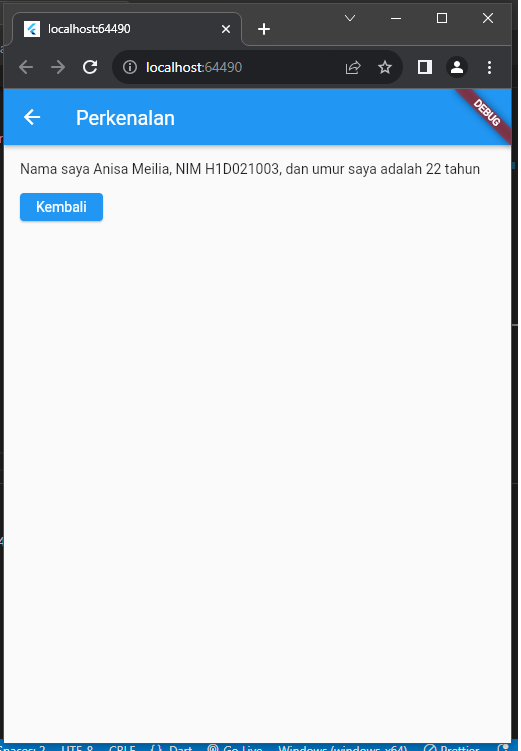 localhost:64490
localhost:64490
Perkenalan
DEBUG
Nama saya Anisa Meilia, NIM H1D021003, dan umur saya adalah 22 tahun
Kembali
Spaces: 2 UTF-8 CRLF {} Dart Go Live Windows (windows-x64) Prettier